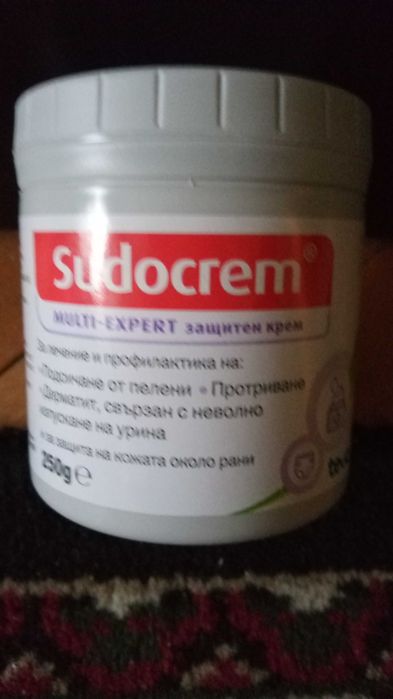 Sudocrem®
MULTI-EXPERT защитен крем
За лечение и профилактика на:
• Подсичане от пелени • Протриване
• Дерматит, свързан с неволно
изпускане на урина
и за защита на кожата около рани
250g℮